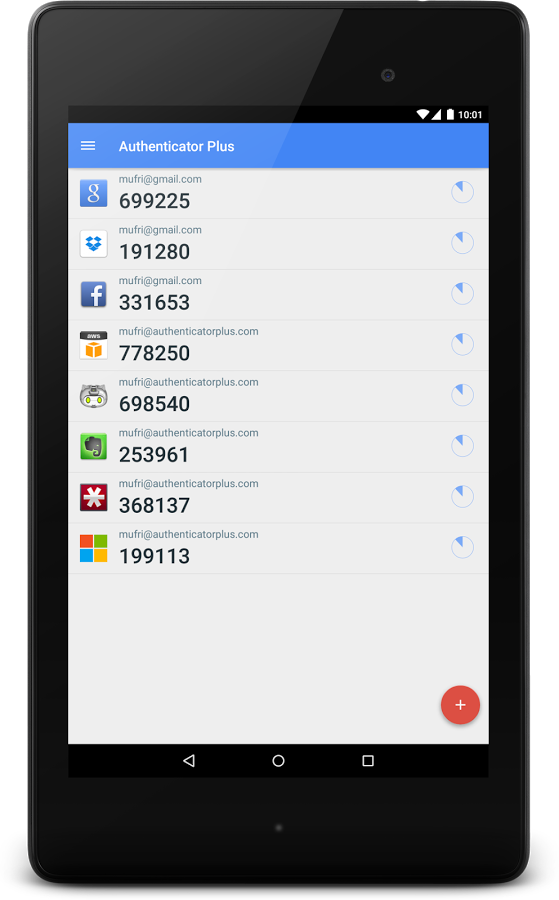 10:01
Authenticator Plus
mufri@gmail.com
g
699225
mufri@gmail.com
191280
mufri@gmail.com
f
331653
mufri@authenticatorplus.com
aws
778250
mufri@authenticatorplus.com
698540
mufri@authenticatorplus.com
253961
mufri@authenticatorplus.com
368137
mufri@authenticatorplus.com
199113
+